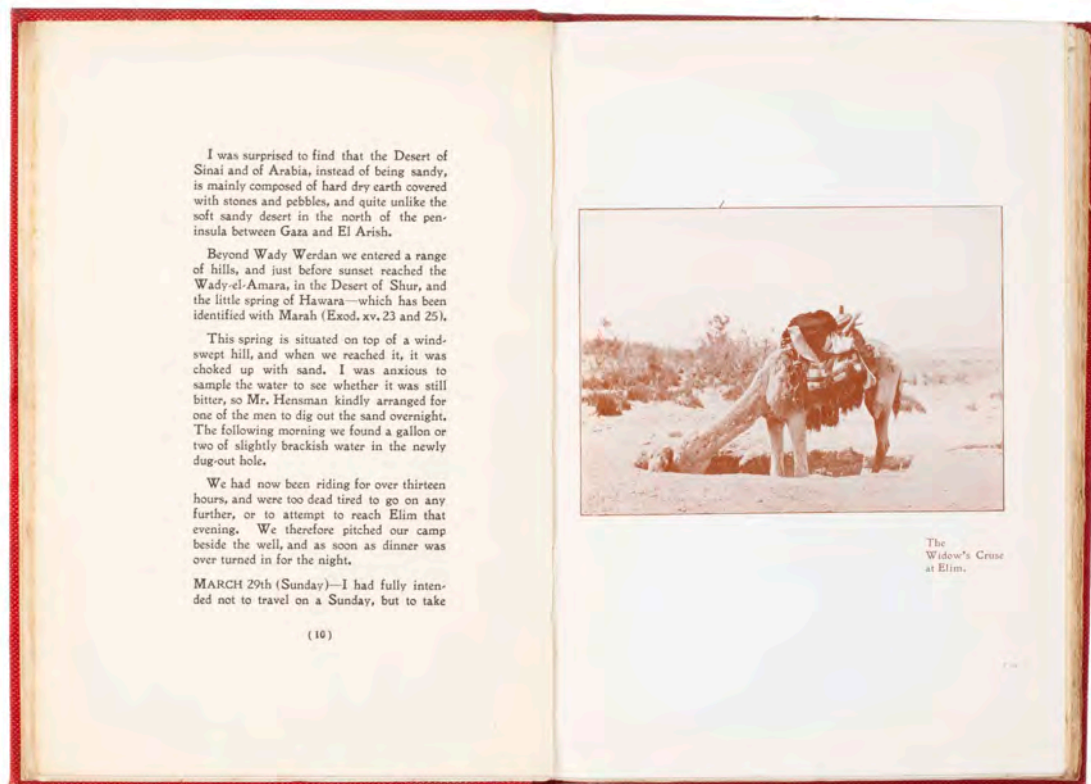 I was surprised to find that the Desert of
Sinai and of Arabia, instead of being sandy,
is mainly composed of hard dry earth covered
with stones and pebbles, and quite unlike the
soft sandy desert in the north of the pen-
insula between Gaza and El Arish.
Beyond Wady Werdan we entered a range
of hills, and just before sunset reached the
Wady-el-Amara, in the Desert of Shur, and
the little spring of Hawara—which has been
identified with Marah (Exod. xv. 23 and 25).
This spring is situated on top of a wind-
swept hill, and when we reached it, it was
choked up with sand. I was anxious to
sample the water to see whether it was still
bitter, so Mr. Hensman kindly arranged for
one of the men to dig out the sand overnight.
The following morning we found a gallon or
two of slightly brackish water in the newly
dug-out hole.
We had now been riding for over thirteen
hours, and were too dead tired to go on any
further, or to attempt to reach Elim that
evening. We therefore pitched our camp
beside the well, and as soon as dinner was
over turned in for the night.
MARCH 29th (Sunday)—I had fully inten-
ded not to travel on a Sunday, but to take
(10)
The
Widow's Cruse
at Elim.